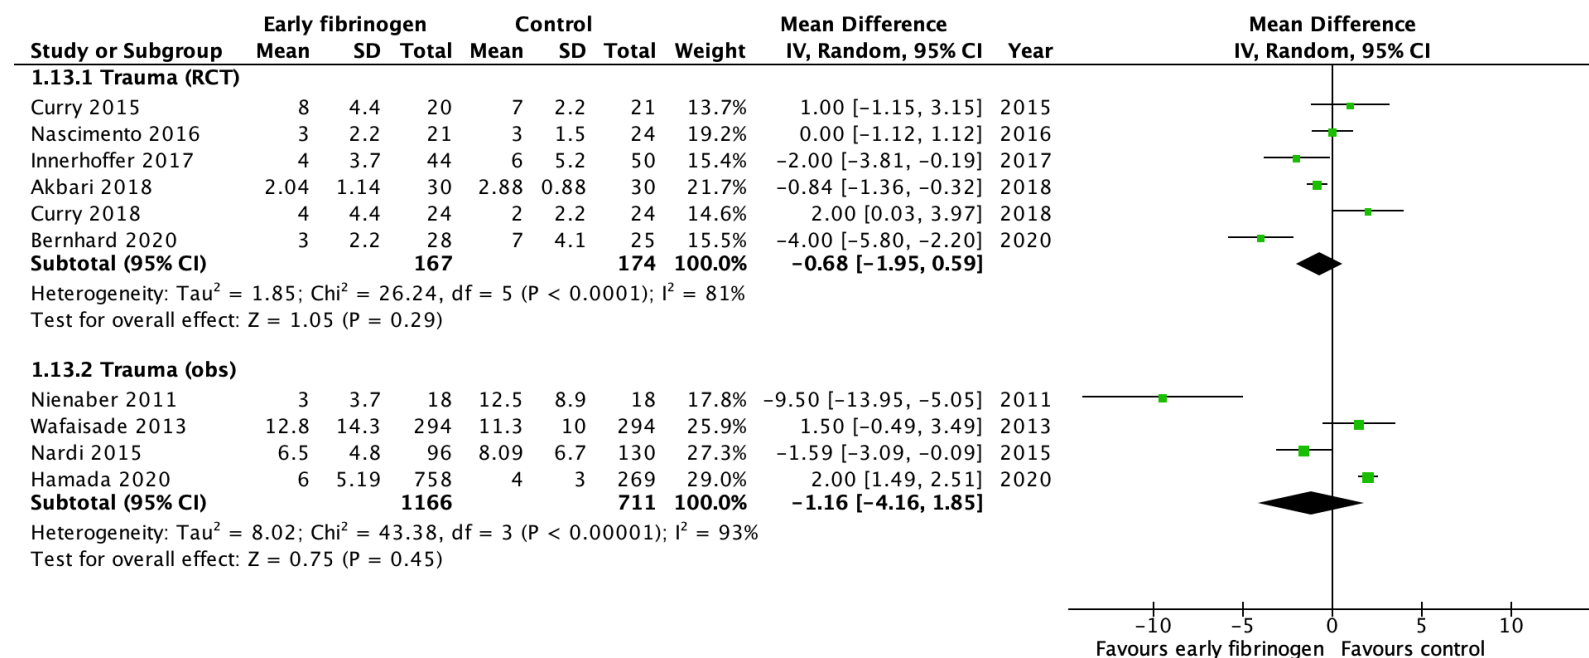 Early fibrinogen Control Mean Difference Mean Difference
Study or Subgroup Mean SD Total Mean SD Total Weight IV, Random, 95% CI Year IV, Random, 95% CI
1.13.1 Trauma (RCT)
Curry 2015 8 4.4 20 7 2.2 21 13.7% 1.00 [−1.15, 3.15] 2015
Nascimento 2016 3 2.2 21 3 1.5 24 19.2% 0.00 [−1.12, 1.12] 2016
Innerhoffer 2017 4 3.7 44 6 5.2 50 15.4% −2.00 [−3.81, −0.19] 2017
Akbari 2018 2.04 1.14 30 2.88 0.88 30 21.7% −0.84 [−1.36, −0.32] 2018
Curry 2018 4 4.4 24 2 2.2 24 14.6% 2.00 [0.03, 3.97] 2018
Bernhard 2020 3 2.2 28 7 4.1 25 15.5% −4.00 [−5.80, −2.20] 2020
Subtotal (95% CI) 167 174 100.0% −0.68 [−1.95, 0.59]
Heterogeneity: Tau² = 1.85; Chi² = 26.24, df = 5 (P < 0.0001); I² = 81%
Test for overall effect: Z = 1.05 (P = 0.29)
1.13.2 Trauma (obs)
Nienaber 2011 3 3.7 18 12.5 8.9 18 17.8% −9.50 [−13.95, −5.05] 2011
Wafaisade 2013 12.8 14.3 294 11.3 10 294 25.9% 1.50 [−0.49, 3.49] 2013
Nardi 2015 6.5 4.8 96 8.09 6.7 130 27.3% −1.59 [−3.09, −0.09] 2015
Hamada 2020 6 5.19 758 4 3 269 29.0% 2.00 [1.49, 2.51] 2020
Subtotal (95% CI) 1166 711 100.0% −1.16 [−4.16, 1.85]
Heterogeneity: Tau² = 8.02; Chi² = 43.38, df = 3 (P < 0.00001); I² = 93%
Test for overall effect: Z = 0.75 (P = 0.45)
−10 −5 0 5 10
Favours early fibrinogen Favours control